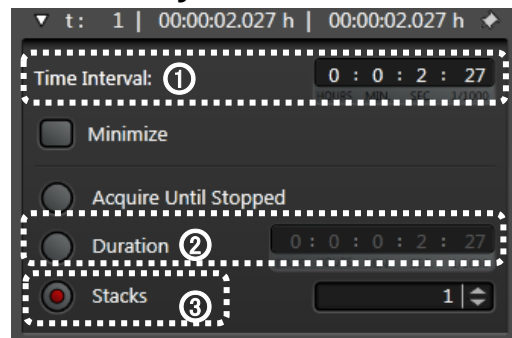 ▼ t: 1 | 00:00:02.027 h | 00:00:02.027 h
Time Interval: ① 0 : 0 : 2 : 27
HOURS MIN SEC 1/1000
Minimize
Acquire Until Stopped
Duration ② 0 : 0 : 0 : 2 : 27
Stacks ③ 1